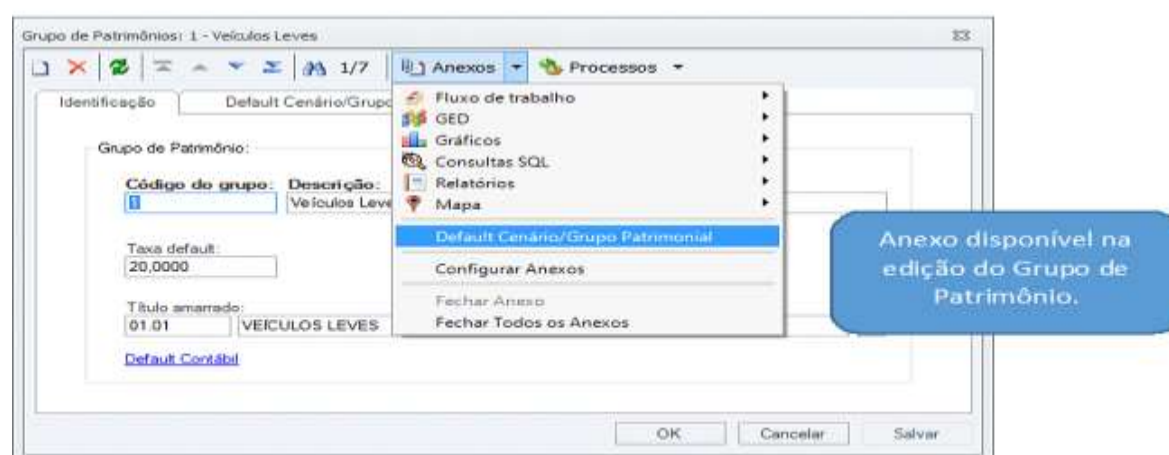 Grupo de Patrimônios: 1 - Veículos Leves
1/7 Anexos Processos
Identificação Default Cenário/Grupo
Fluxo de trabalho
GED
Gráficos
Consultas SQL
Relatórios
Mapa
Default Cenário/Grupo Patrimonial
Configurar Anexos
Fechar Anexo
Fechar Todos os Anexos
Grupo de Patrimônio:
Código do grupo: Descrição:
1 Veículos Leve
Taxa default:
20,0000
Título amarrado:
01.01 VEÍCULOS LEVES
Default Contábil
OK Cancelar Salvar
Anexo disponível na
edição do Grupo de
Patrimônio.